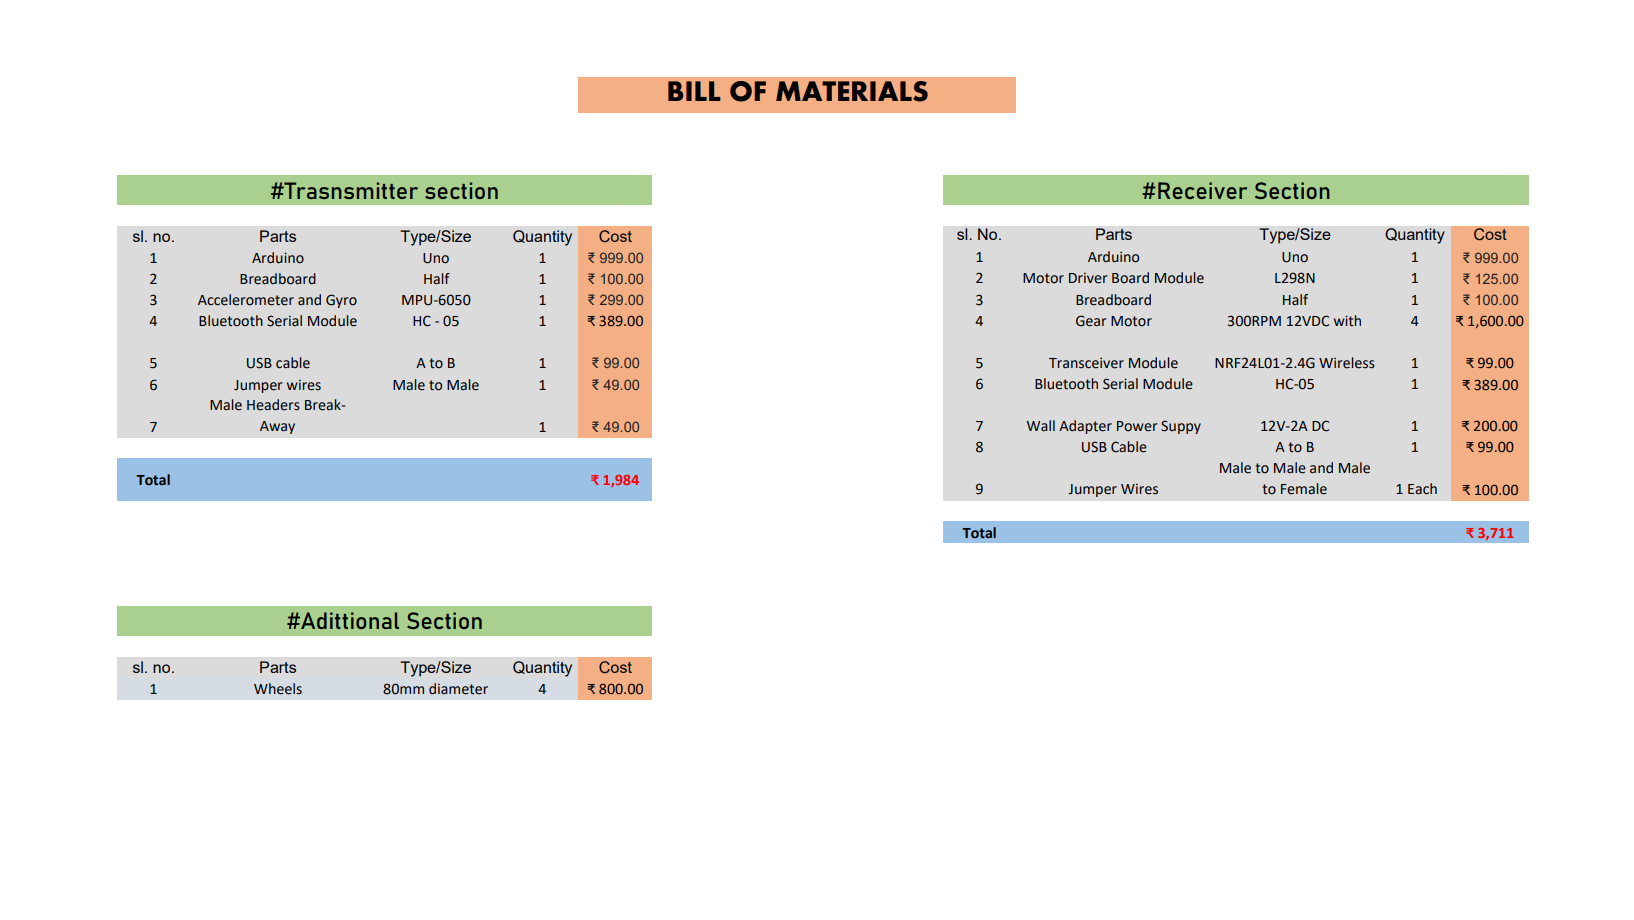 BILL OF MATERIALS
#Trasnsmitter section
sl. no. Parts Type/Size Quantity Cost
1 Arduino Uno 1 ₹ 999.00
2 Breadboard Half 1 ₹ 100.00
3 Accelerometer and Gyro MPU-6050 1 ₹ 299.00
4 Bluetooth Serial Module HC - 05 1 ₹ 389.00
5 USB cable A to B 1 ₹ 99.00
6 Jumper wires Male to Male 1 ₹ 49.00
Male Headers Break-
7 Away 1 ₹ 49.00
Total ₹ 1,984
#Receiver Section
sl. No. Parts Type/Size Quantity Cost
1 Arduino Uno 1 ₹ 999.00
2 Motor Driver Board Module L298N 1 ₹ 125.00
3 Breadboard Half 1 ₹ 100.00
4 Gear Motor 300RPM 12VDC with 4 ₹ 1,600.00
5 Transceiver Module NRF24L01-2.4G Wireless 1 ₹ 99.00
6 Bluetooth Serial Module HC-05 1 ₹ 389.00
7 Wall Adapter Power Suppy 12V-2A DC 1 ₹ 200.00
8 USB Cable A to B 1 ₹ 99.00
Male to Male and Male
9 Jumper Wires to Female 1 Each ₹ 100.00
Total ₹ 3,711
#Adittional Section
sl. no. Parts Type/Size Quantity Cost
1 Wheels 80mm diameter 4 ₹ 800.00